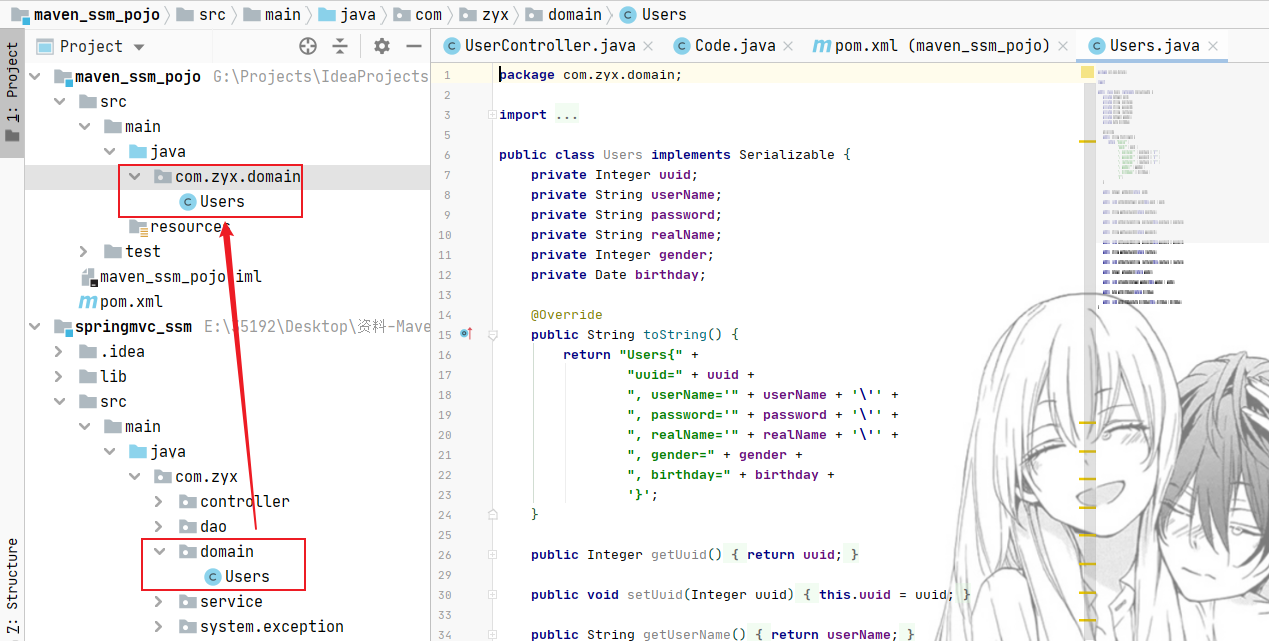 maven_ssm_pojo src main java com zyx domain Users
Project
UserController.java Code.java pom.xml (maven_ssm_pojo) Users.java
1: Project
Z: Structure
maven_ssm_pojo G:\Projects\IdeaProjects
src
main
java
com.zyx.domain
Users
resources
test
maven_ssm_pojo.iml
pom.xml
springmvc_ssm E:\55192\Desktop\资料-Mave
.idea
lib
src
main
java
com.zyx
controller
dao
domain
Users
service
system.exception
1 package com.zyx.domain;
2
3 import ...
5
6 public class Users implements Serializable {
7 private Integer uuid;
8 private String userName;
9 private String password;
10 private String realName;
11 private Integer gender;
12 private Date birthday;
13
14 @Override
15 public String toString() {
16 return "Users{" +
17 "uuid=" + uuid +
18 ", userName='" + userName + '\'' +
19 ", password='" + password + '\'' +
20 ", realName='" + realName + '\'' +
21 ", gender=" + gender +
22 ", birthday=" + birthday +
23 '}';
24 }
25
26 public Integer getUuid() { return uuid; }
29
30 public void setUuid(Integer uuid) { this.uuid = uuid; }
33
34 public String getUserName() { return userName; }